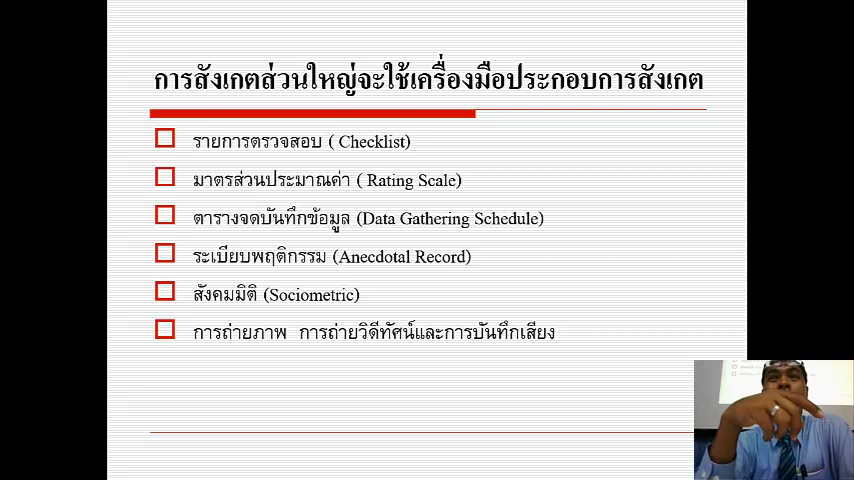 การสังเกตส่วนใหญ่จะใช้เครื่องมือประกอบการสังเกต
รายการตรวจสอบ ( Checklist)
มาตรส่วนประมาณค่า ( Rating Scale)
ตารางจดบันทึกข้อมูล (Data Gathering Schedule)
ระเบียบพฤติกรรม (Anecdotal Record)
สังคมมิติ (Sociometric)
การถ่ายภาพ การถ่ายวิดีทัศน์และการบันทึกเสียง